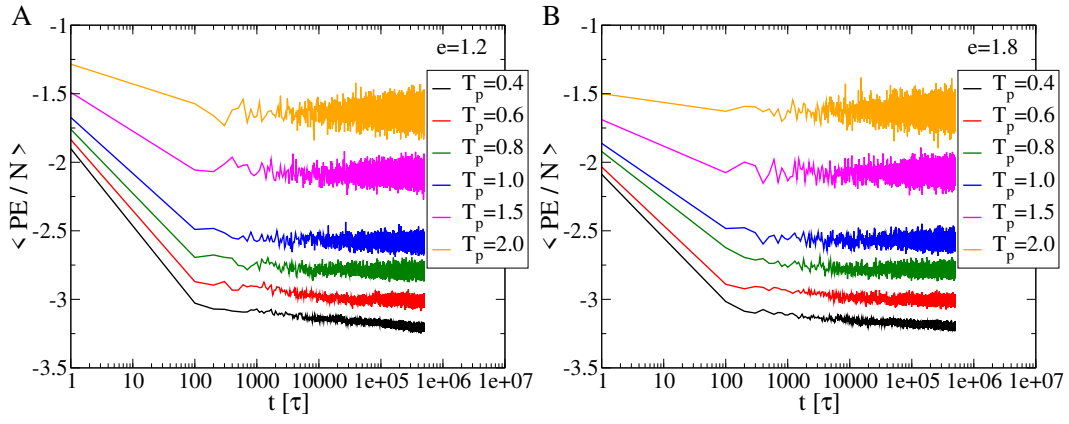 A
e=1.2
-1
-1.5
-2
-2.5
-3
-3.5
< PE / N >
T_p=0.4
T_p=0.6
T_p=0.8
T_p=1.0
T_p=1.5
T_p=2.0
1 10 100 1000 10000 1e+05 1e+06 1e+07
t [τ]
B
e=1.8
-1
-1.5
-2
-2.5
-3
-3.5
< PE / N >
T_p=0.4
T_p=0.6
T_p=0.8
T_p=1.0
T_p=1.5
T_p=2.0
1 10 100 1000 10000 1e+05 1e+06 1e+07
t [τ]